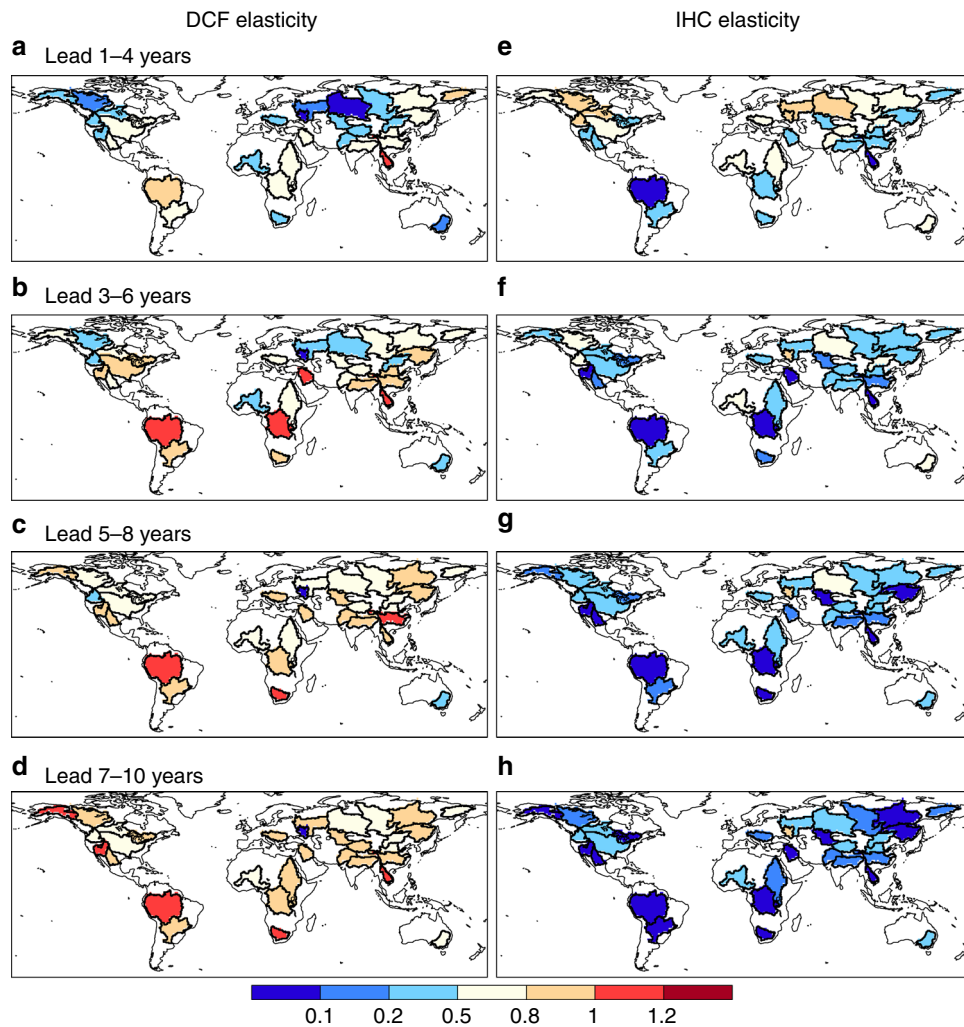 DCF elasticity IHC elasticity
a Lead 1–4 years e
b Lead 3–6 years f
c Lead 5–8 years g
d Lead 7–10 years h
0.1 0.2 0.5 0.8 1 1.2